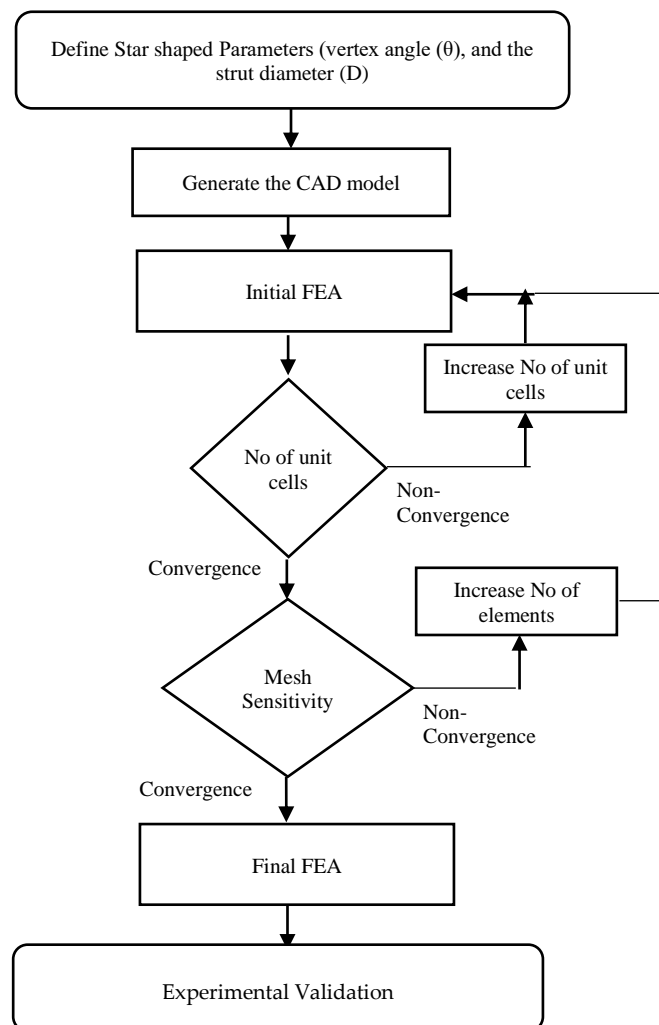 Define Star shaped Parameters (vertex angle (θ), and the
strut diameter (D)
Generate the CAD model
Initial FEA
Increase No of unit
cells
No of unit
cells
Non-
Convergence
Convergence
Increase No of
elements
Mesh
Sensitivity
Non-
Convergence
Convergence
Final FEA
Experimental Validation